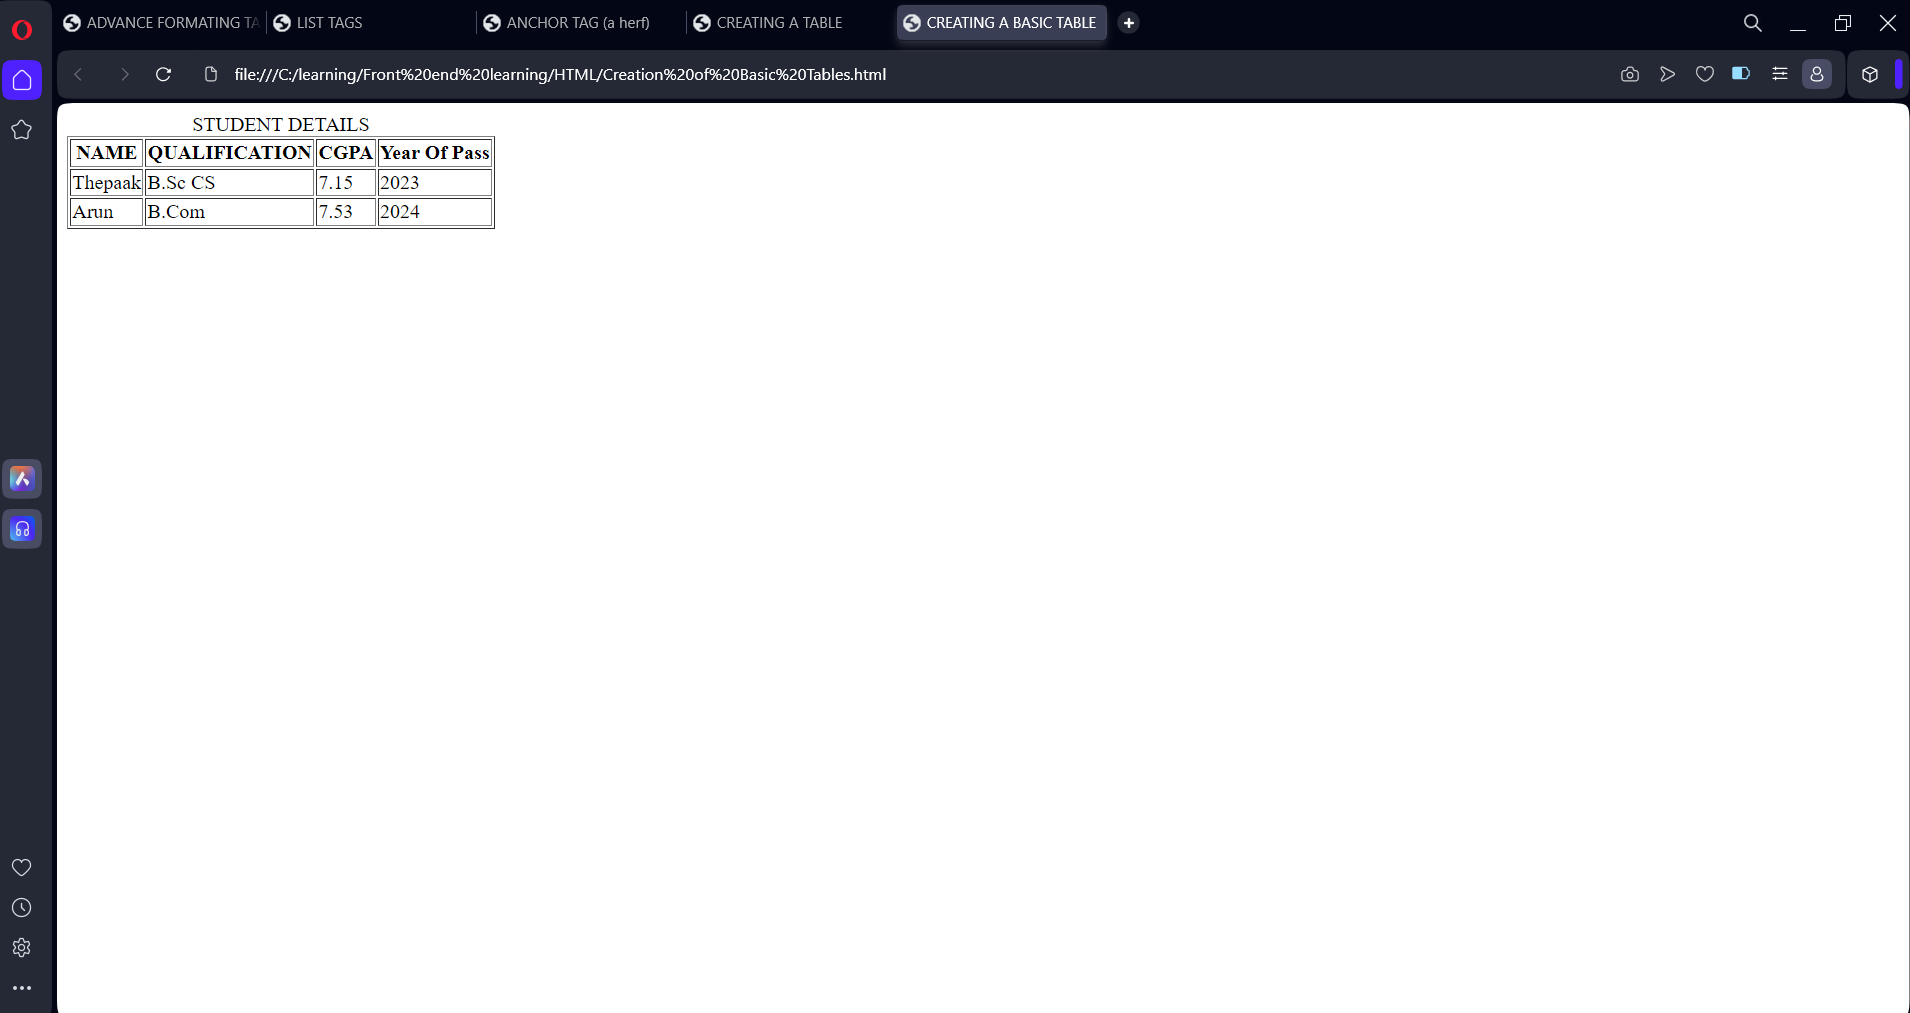 ADVANCE FORMATING TA
LIST TAGS
ANCHOR TAG (a herf)
CREATING A TABLE
CREATING A BASIC TABLE
file:///C:/learning/Front%20end%20learning/HTML/Creation%20of%20Basic%20Tables.html
STUDENT DETAILS
NAME QUALIFICATION CGPA Year Of Pass
Thepaak B.Sc CS 7.15 2023
Arun B.Com 7.53 2024